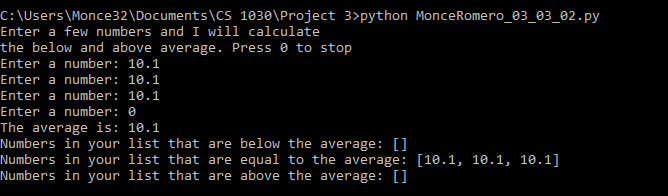 C:\Users\Monce32\Documents\CS 1030\Project 3>python MonceRomero_03_03_02.py
Enter a few numbers and I will calculate
the below and above average. Press 0 to stop
Enter a number: 10.1
Enter a number: 10.1
Enter a number: 10.1
Enter a number: 0
The average is: 10.1
Numbers in your list that are below the average: []
Numbers in your list that are equal to the average: [10.1, 10.1, 10.1]
Numbers in your list that are above the average: []